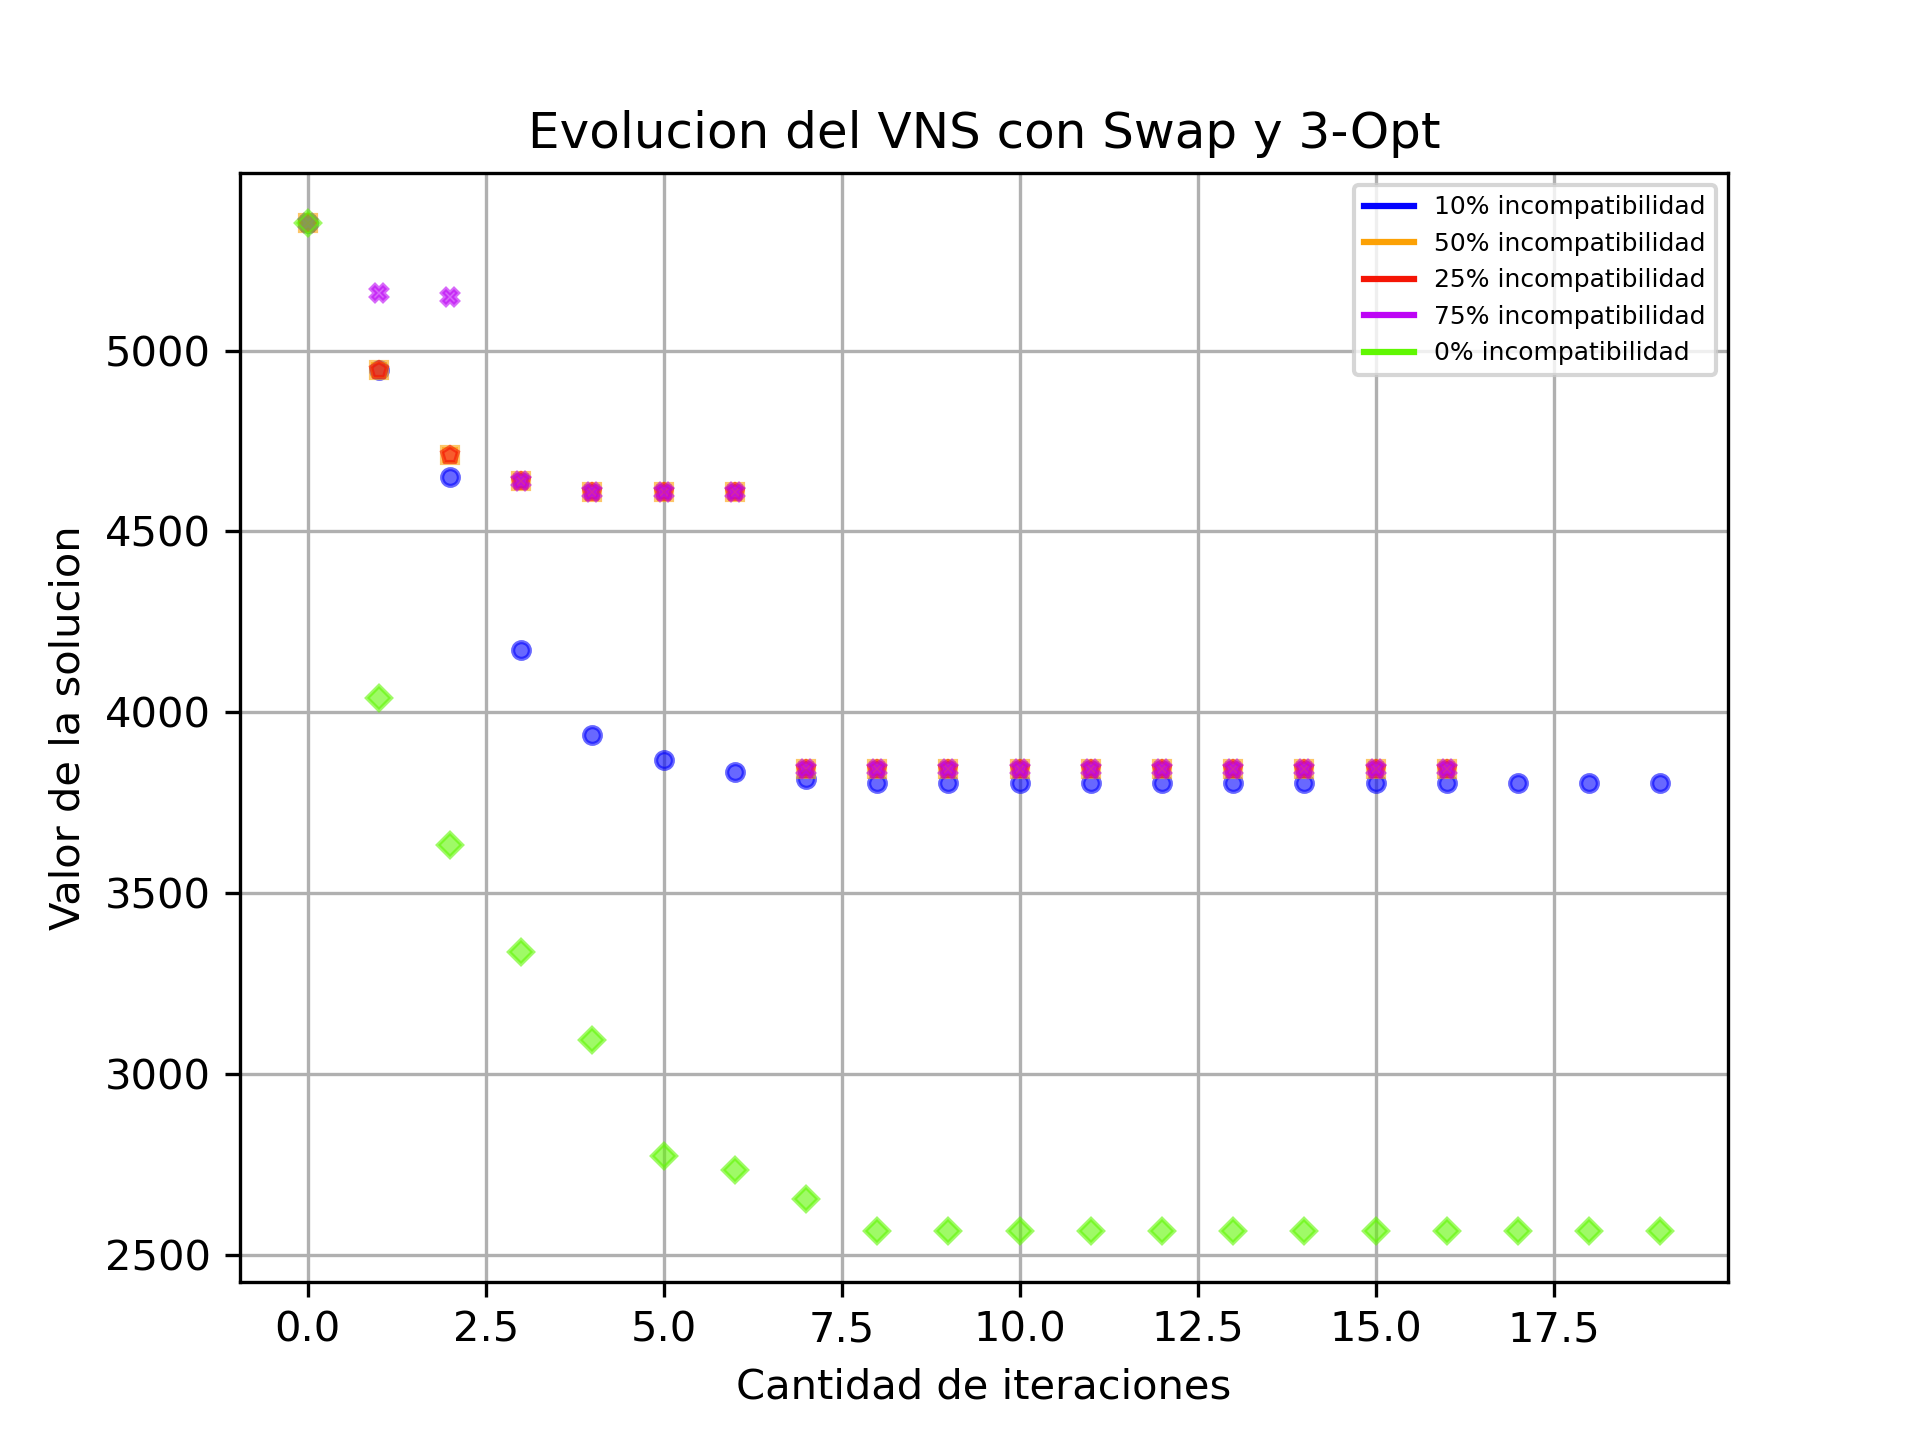 Evolucion del VNS con Swap y 3-Opt
10% incompatibilidad
50% incompatibilidad
25% incompatibilidad
75% incompatibilidad
0% incompatibilidad
Valor de la solucion
5000
4500
4000
3500
3000
2500
0.0 2.5 5.0 7.5 10.0 12.5 15.0 17.5
Cantidad de iteraciones